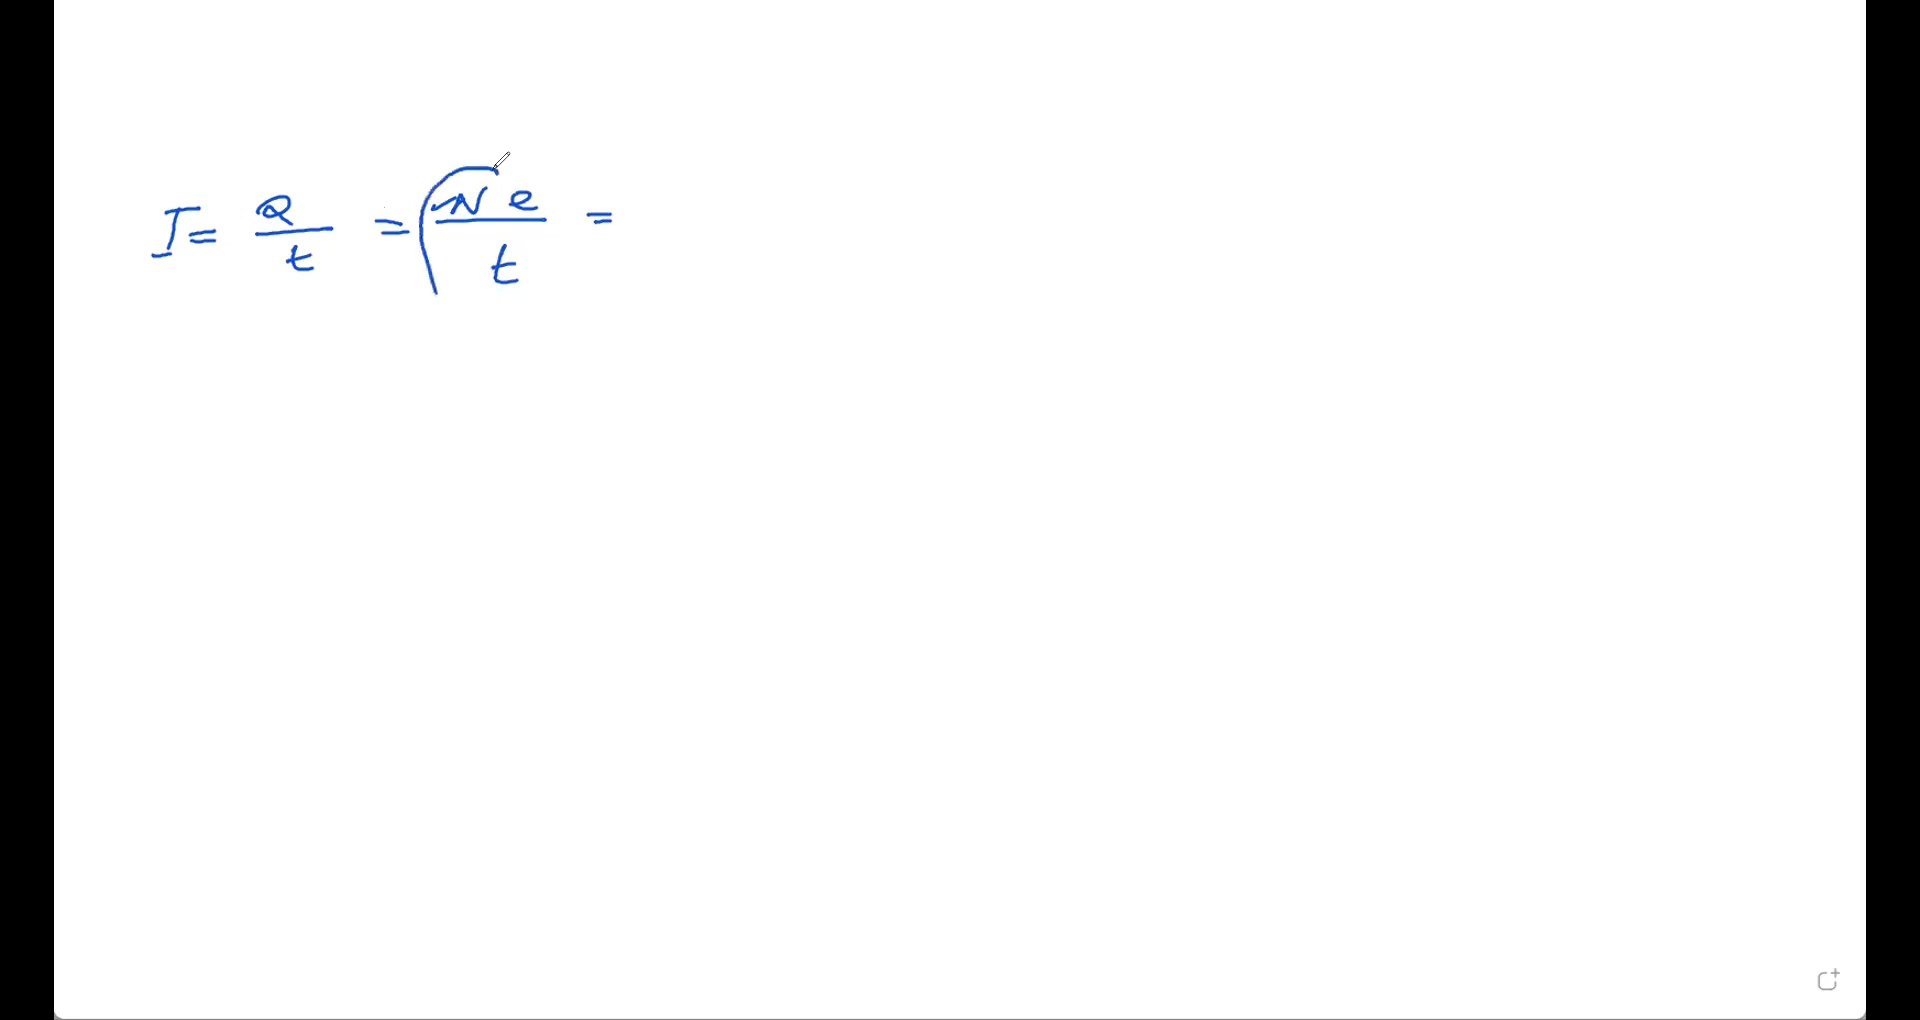 I = Q/t = (Ne/t =